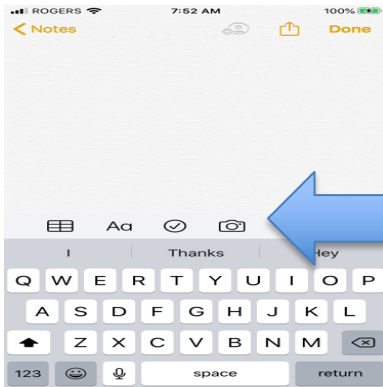 ROGERS 7:52 AM 100%
Notes Done
Aa
I Thanks Hey
Q W E R T Y U I O P
A S D F G H J K L
Z X C V B N M
123 space return